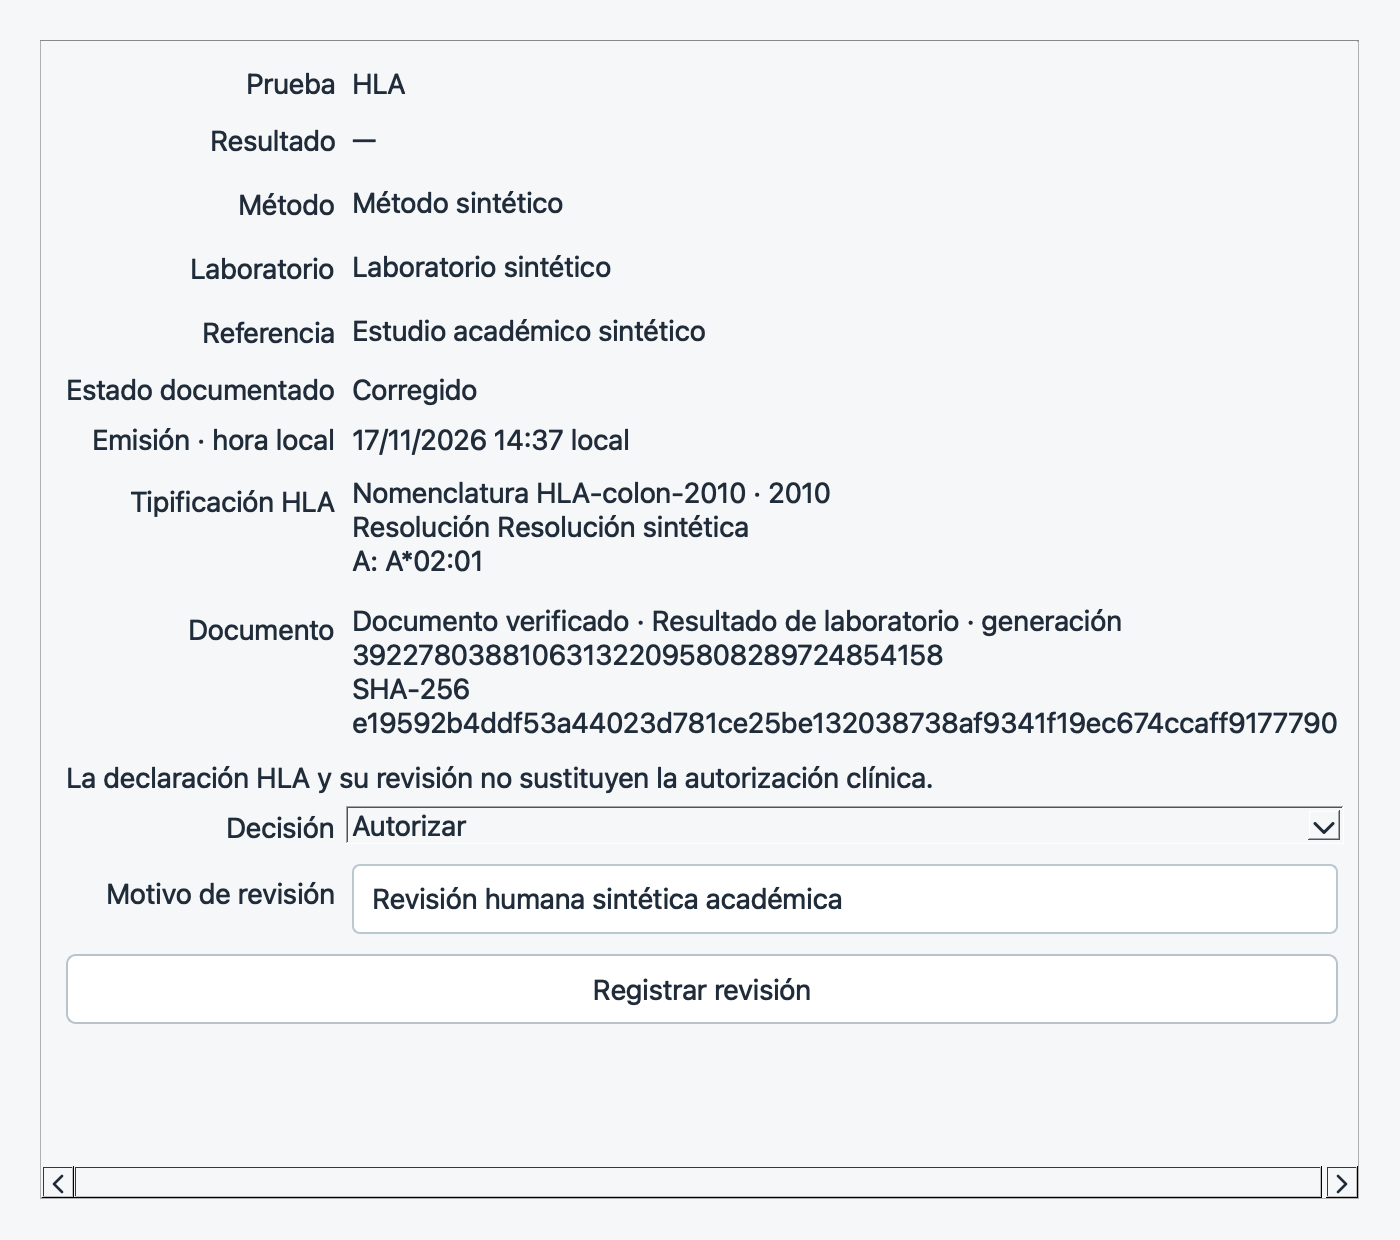 Prueba HLA
Resultado —
Método Método sintético
Laboratorio Laboratorio sintético
Referencia Estudio académico sintético
Estado documentado Corregido
Emisión · hora local 17/11/2026 14:37 local
Tipificación HLA Nomenclatura HLA-colon-2010 · 2010
Resolución Resolución sintética
A: A*02:01
Documento Documento verificado · Resultado de laboratorio · generación
392278038810631322095808289724854158
SHA-256
e19592b4ddf53a44023d781ce25be132038738af9341f19ec674ccaff9177790
La declaración HLA y su revisión no sustituyen la autorización clínica.
Decisión Autorizar
Motivo de revisión Revisión humana sintética académica
Registrar revisión